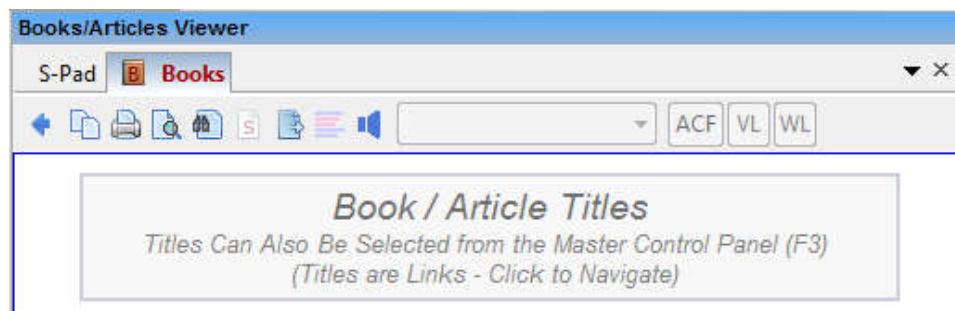 Books/Articles Viewer
S-Pad B Books
S ACF VL WL
Book / Article Titles
Titles Can Also Be Selected from the Master Control Panel (F3)
(Titles are Links - Click to Navigate)